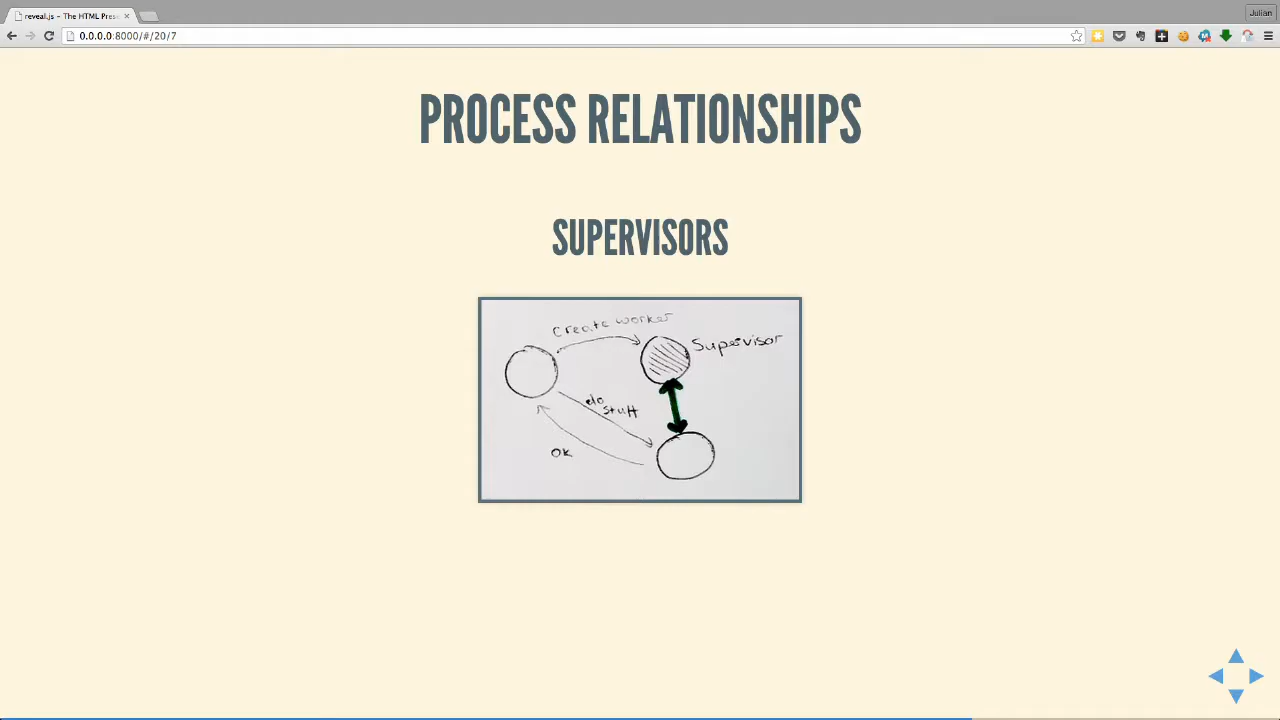 reveal.js – The HTML Pres
Julian
0.0.0.0:8000/#/20/7
PROCESS RELATIONSHIPS
SUPERVISORS
create worker
Supervisor
do
stuff
ok